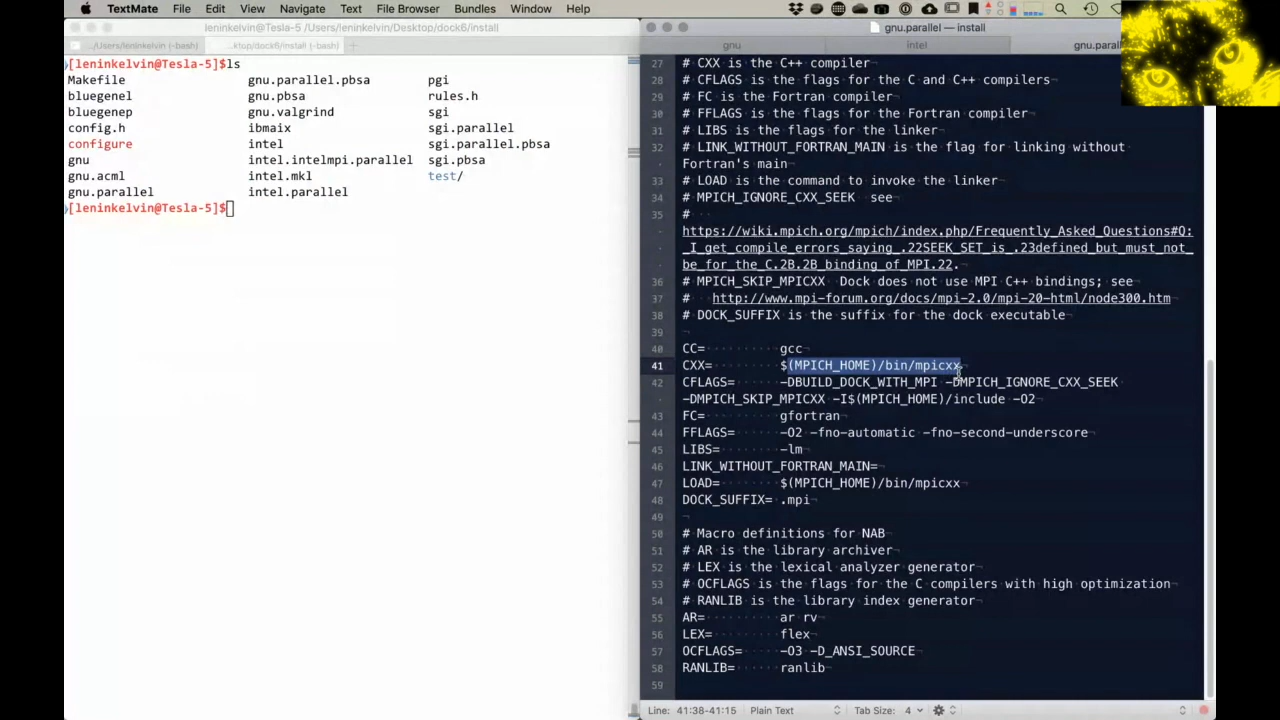 TextMate File Edit View Navigate Text File Browser Bundles Window Help
leninkelvin@Tesla-5] /Users/leninkelvin/Desktop/dock6/install
../Users/leninkelvin (-bash) ...ktop/dock6/install (-bash) +
[leninkelvin@Tesla-5]$ls
Makefile gnu.parallel.pbsa pgi
bluegenel gnu.pbsa rules.h
bluegenep gnu.valgrind sgi
config.h ibmaix sgi.parallel
configure intel sgi.parallel.pbsa
gnu intel.intelmpi.parallel sgi.pbsa
gnu.acml intel.mkl test/
gnu.parallel intel.parallel
[leninkelvin@Tesla-5]$
gnu.parallel — install
gnu intel gnu.parall
27 # CXX is the C++ compiler
28 # CFLAGS is the flags for the C and C++ compilers
29 # FC is the Fortran compiler
30 # FFLAGS is the flags for the Fortran compiler
31 # LIBS is the flags for the linker
32 # LINK_WITHOUT_FORTRAN_MAIN is the flag for linking without
Fortran's main
33 # LOAD is the command to invoke the linker
34 # MPICH_IGNORE_CXX_SEEK see
35 #
https://wiki.mpich.org/mpich/index.php/Frequently_Asked_Questions#Q:
_I_get_compile_errors_saying_.22SEEK_SET_is_.23defined_but_must_not_
be_for_the_C.2B.2B_binding_of_MPI.22.
36 # MPICH_SKIP_MPICXX Dock does not use MPI C++ bindings; see
37 # http://www.mpi-forum.org/docs/mpi-2.0/mpi-20-html/node300.htm
38 # DOCK_SUFFIX is the suffix for the dock executable
39
40 CC= gcc
41 CXX= $(MPICH_HOME)/bin/mpicxx
42 CFLAGS= -DBUILD_DOCK_WITH_MPI -DMPICH_IGNORE_CXX_SEEK
-DMPICH_SKIP_MPICXX -I$(MPICH_HOME)/include -O2
43 FC= gfortran
44 FFLAGS= -O2 -fno-automatic -fno-second-underscore
45 LIBS= -lm
46 LINK_WITHOUT_FORTRAN_MAIN=
47 LOAD= $(MPICH_HOME)/bin/mpicxx
48 DOCK_SUFFIX= .mpi
49
50 # Macro definitions for NAB
51 # AR is the library archiver
52 # LEX is the lexical analyzer generator
53 # OCFLAGS is the flags for the C compilers with high optimization
54 # RANLIB is the library index generator
55 AR= ar rv
56 LEX= flex
57 OCFLAGS= -O3 -D_ANSI_SOURCE
58 RANLIB= ranlib
59
Line: 41:38-41:15 Plain Text Tab Size: 4